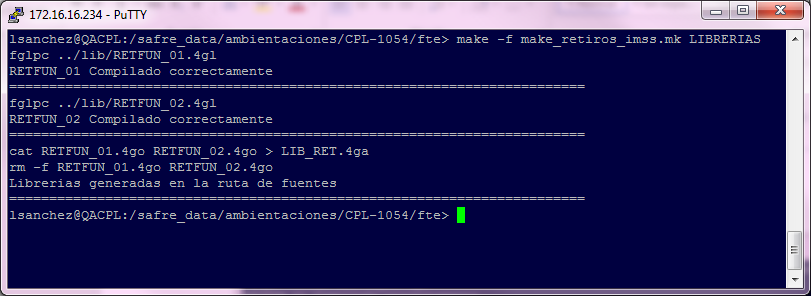 172.16.16.234 - PuTTY
lsanchez@QACPL:/safre_data/ambientaciones/CPL-1054/fte> make -f make_retiros_imss.mk LIBRERIAS
fglpc ../lib/RETFUN_01.4gl
RETFUN_01 Compilado correctamente
========================================================================
fglpc ../lib/RETFUN_02.4gl
RETFUN_02 Compilado correctamente
========================================================================
cat RETFUN_01.4go RETFUN_02.4go > LIB_RET.4ga
rm -f RETFUN_01.4go RETFUN_02.4go
Librerias generadas en la ruta de fuentes
========================================================================
lsanchez@QACPL:/safre_data/ambientaciones/CPL-1054/fte>